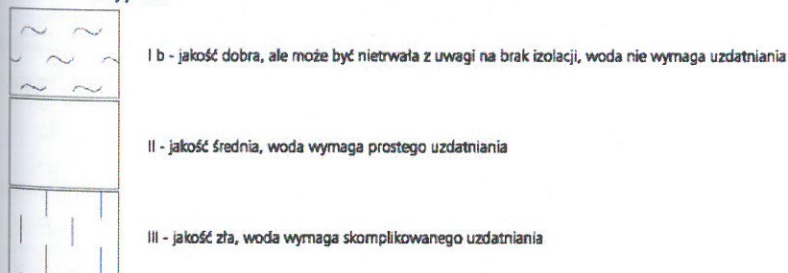 I b - jakość dobra, ale może być nietrwała z uwagi na brak izolacji, woda nie wymaga uzdatniania
II - jakość średnia, woda wymaga prostego uzdatniania
III - jakość zła, woda wymaga skomplikowanego uzdatniania